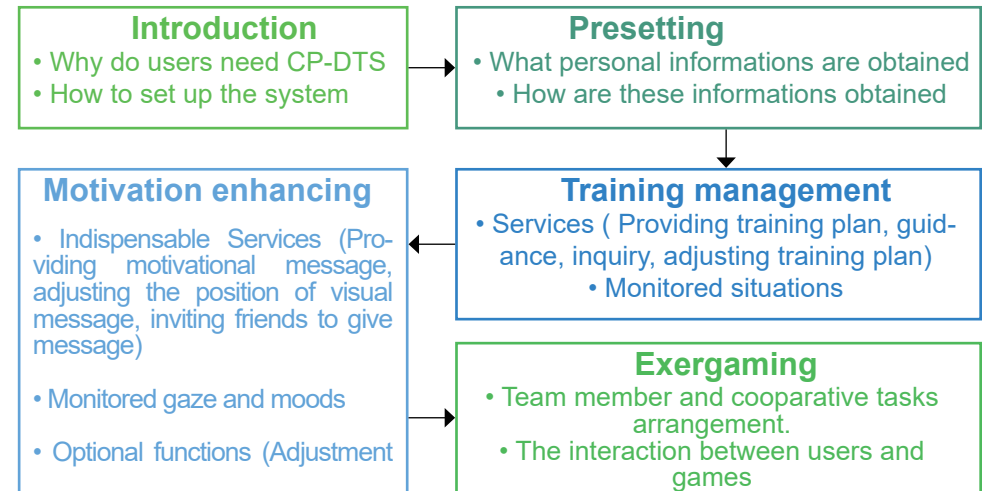 Introduction
• Why do users need CP-DTS
• How to set up the system
Presetting
• What personal informations are obtained
• How are these informations obtained
Training management
• Services ( Providing training plan, guid-
ance, inquiry, adjusting training plan)
• Monitored situations
Motivation enhancing
• Indispensable Services (Pro-
viding motivational message,
adjusting the position of visual
message, inviting friends to give
message)
• Monitored gaze and moods
• Optional functions (Adjustment
Exergaming
• Team member and cooparative tasks
arrangement.
• The interaction between users and
games